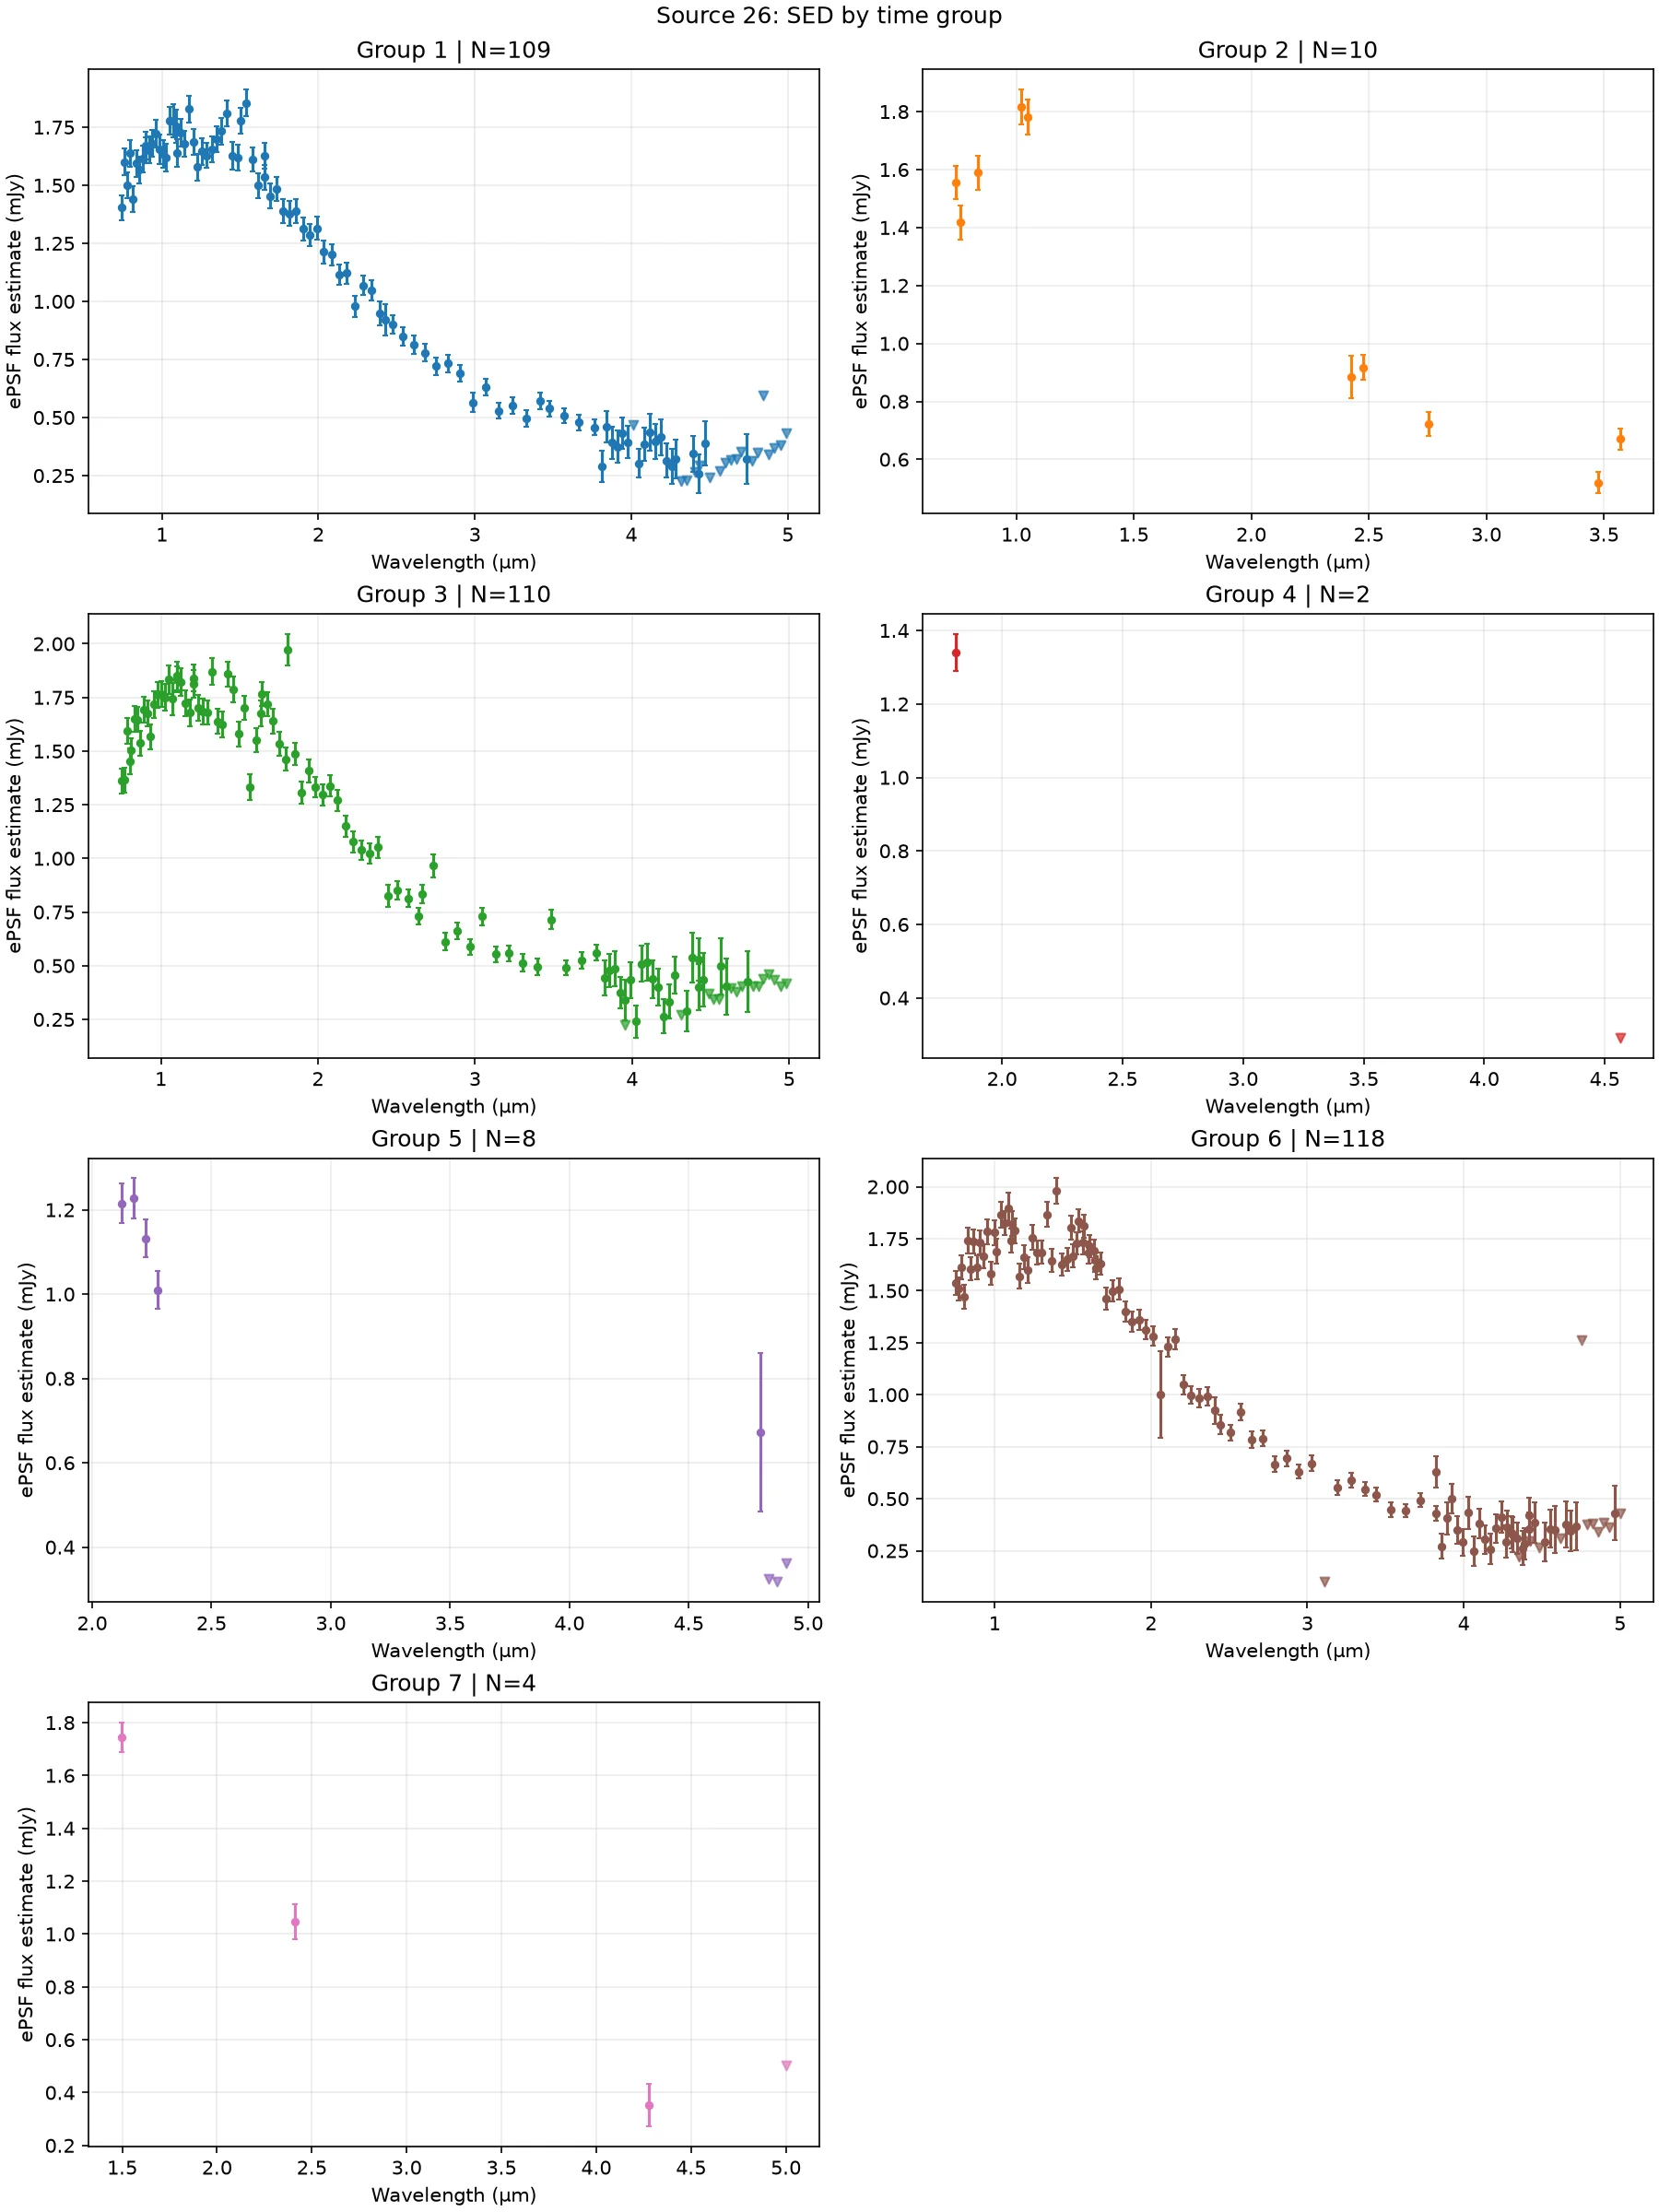 Source 26: SED by time group
Group 1 | N=109
ePSF flux estimate (mJy)
1.75
1.50
1.25
1.00
0.75
0.50
0.25
1 2 3 4 5
Wavelength (μm)
Group 2 | N=10
ePSF flux estimate (mJy)
1.8
1.6
1.4
1.2
1.0
0.8
0.6
1.0 1.5 2.0 2.5 3.0 3.5
Wavelength (μm)
Group 3 | N=110
ePSF flux estimate (mJy)
2.00
1.75
1.50
1.25
1.00
0.75
0.50
0.25
1 2 3 4 5
Wavelength (μm)
Group 4 | N=2
ePSF flux estimate (mJy)
1.4
1.2
1.0
0.8
0.6
0.4
2.0 2.5 3.0 3.5 4.0 4.5
Wavelength (μm)
Group 5 | N=8
ePSF flux estimate (mJy)
1.2
1.0
0.8
0.6
0.4
2.0 2.5 3.0 3.5 4.0 4.5 5.0
Wavelength (μm)
Group 6 | N=118
ePSF flux estimate (mJy)
2.00
1.75
1.50
1.25
1.00
0.75
0.50
0.25
1 2 3 4 5
Wavelength (μm)
Group 7 | N=4
ePSF flux estimate (mJy)
1.8
1.6
1.4
1.2
1.0
0.8
0.6
0.4
0.2
1.5 2.0 2.5 3.0 3.5 4.0 4.5 5.0
Wavelength (μm)